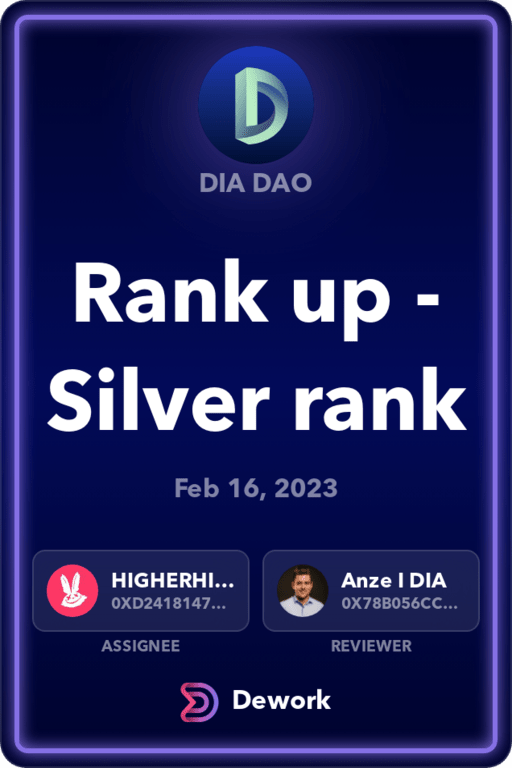 DIA DAO
Rank up -
Silver rank
Feb 16, 2023
HIGHERHI...
0XD2418147...
ASSIGNEE
Anze I DIA
0X78B056CC...
REVIEWER
Dework